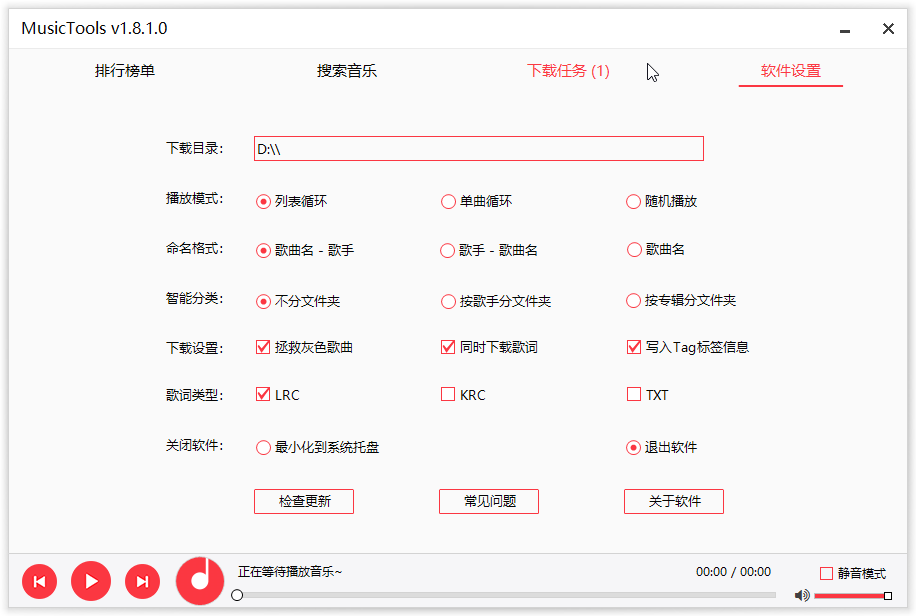 MusicTools v1.8.1.0
排行榜单 搜索音乐 下载任务 (1) 软件设置
下载目录: D:\\
播放模式: 列表循环 单曲循环 随机播放
命名格式: 歌曲名 - 歌手 歌手 - 歌曲名 歌曲名
智能分类: 不分文件夹 按歌手分文件夹 按专辑分文件夹
下载设置: 拯救灰色歌曲 同时下载歌词 写入Tag标签信息
歌词类型: LRC KRC TXT
关闭软件: 最小化到系统托盘 退出软件
检查更新 常见问题 关于软件
正在等待播放音乐~ 00:00 / 00:00 静音模式